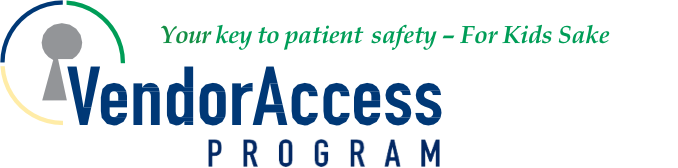 Your key to patient safety – For Kids Sake
VendorAccess
PROGRAM